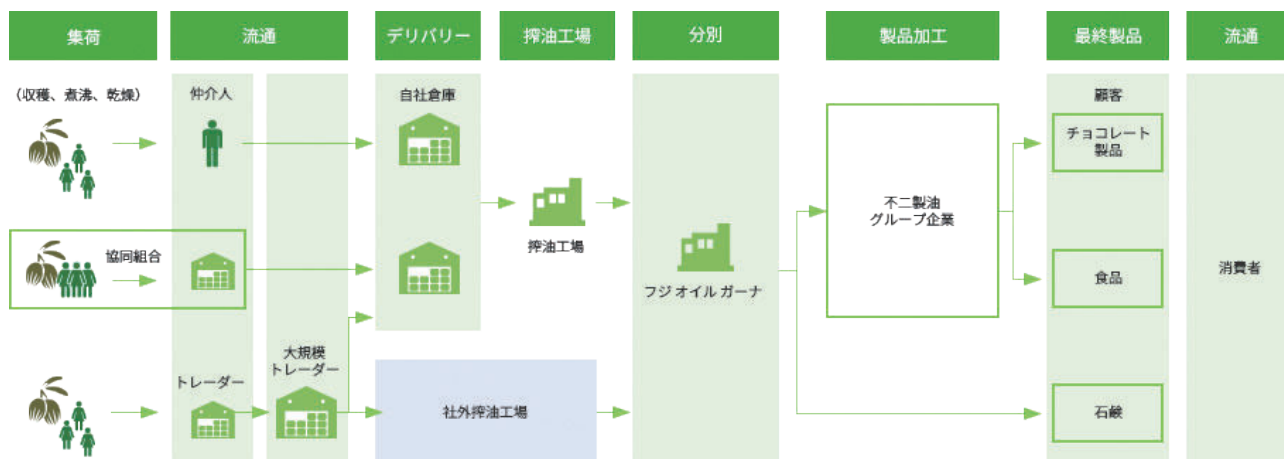 集荷
流通
デリバリー
搾油工場
分別
製品加工
最終製品
流通
（収穫、煮沸、乾燥）
仲介人
自社倉庫
顧客
チョコレート
製品
不二製油
グループ企業
搾油工場
協同組合
フジ オイル ガーナ
食品
消費者
大規模
トレーダー
トレーダー
社外搾油工場
石鹸